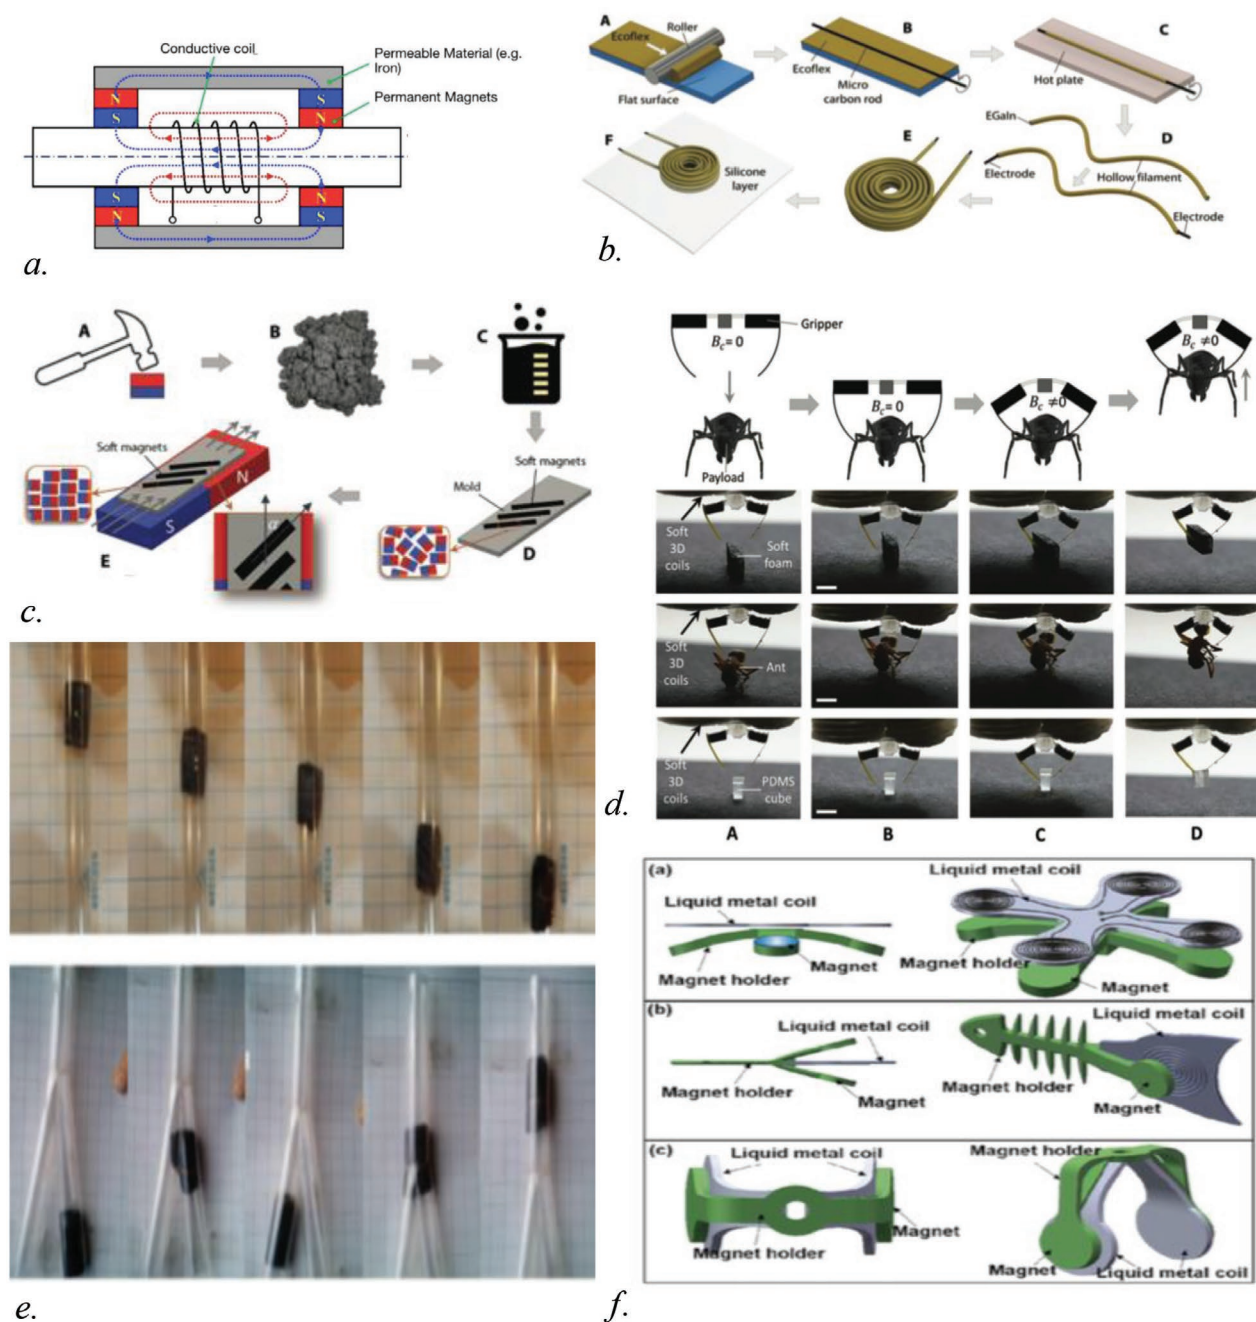 Conductive coil
Permeable Material (e.g.
Iron)
Permanent Magnets
N
S
S
N
S
N
N
S
a.
A
Ecoflex
Roller
Flat surface
B
Ecoflex
Micro
carbon rod
C
Hot plate
D
EGaIn
Electrode
Hollow filament
Electrode
E
F
Silicone
layer
b.
A
B
C
Soft magnets
N
S
E
α
Mold
Soft magnets
D
c.
Gripper
B_c = 0
Payload
B_c = 0
B_c ≠0
B_c ≠0
Soft
3D
coils
Soft
foam
Soft
3D
coils
Ant
Soft
3D
coils
PDMS
cube
A
B
C
D
d.
e.
(a)
Liquid metal coil
Magnet holder
Magnet
Liquid metal coil
Magnet holder
Magnet
(b)
Liquid metal coil
Magnet holder
Magnet
Liquid metal coil
Magnet holder
Magnet
(c)
Liquid metal coil
Magnet holder
Magnet
Magnet holder
Magnet
Liquid metal coil
f.